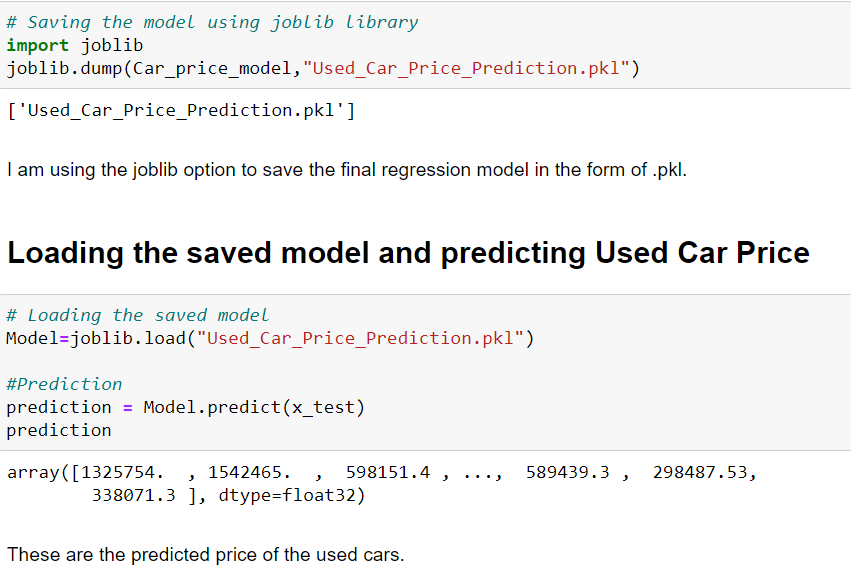 # Saving the model using joblib library
import joblib
joblib.dump(Car_price_model,"Used_Car_Price_Prediction.pkl")
['Used_Car_Price_Prediction.pkl']
I am using the joblib option to save the final regression model in the form of .pkl.
Loading the saved model and predicting Used Car Price
# Loading the saved model
Model=joblib.load("Used_Car_Price_Prediction.pkl")
#Prediction
prediction = Model.predict(x_test)
prediction
array([1325754.  , 1542465.  ,  598151.4 , ...,  589439.3 ,  298487.53,
        338071.3 ], dtype=float32)
These are the predicted price of the used cars.